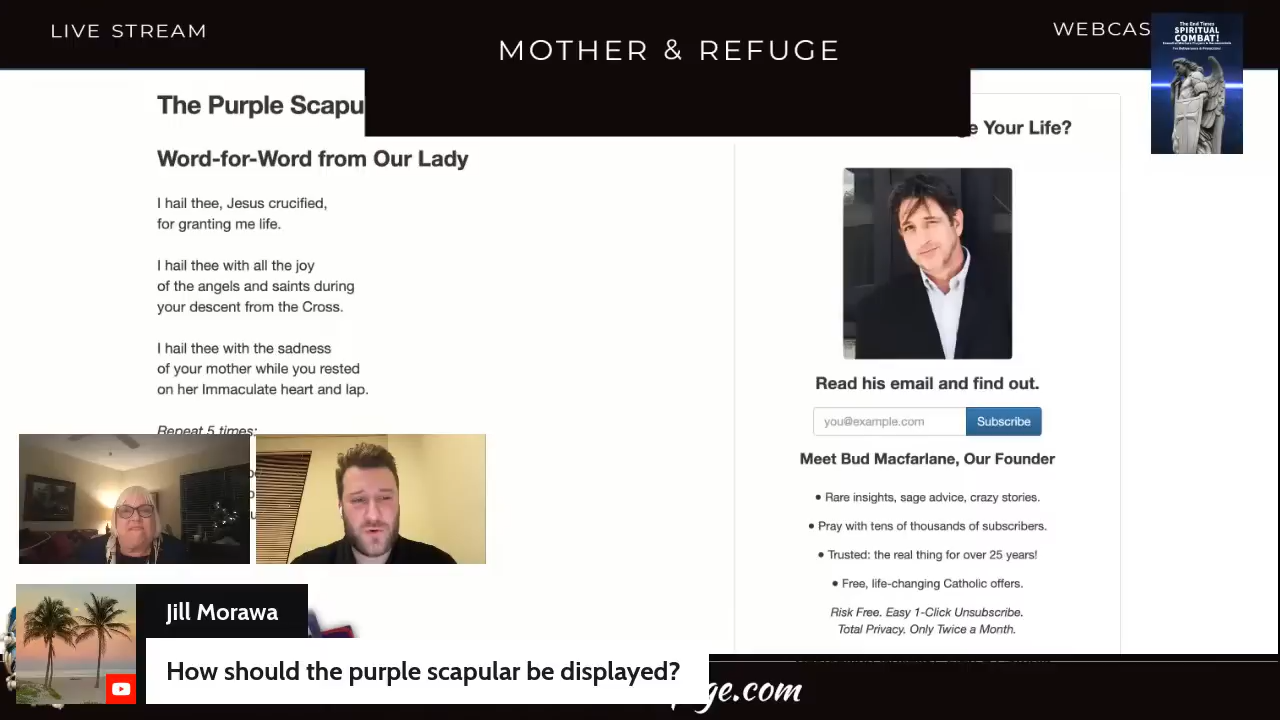 LIVE STREAM
MOTHER & REFUGE
WEBCAS
The End Times
SPIRITUAL
COMBAT!
The Purple Scapu
Word-for-Word from Our Lady
I hail thee, Jesus crucified,
for granting me life.
I hail thee with all the joy
of the angels and saints during
your descent from the Cross.
I hail thee with the sadness
of your mother while you rested
on her Immaculate heart and lap.
Repeat 5 times:
e Your Life?
Read his email and find out.
you@example.com
Subscribe
Meet Bud Macfarlane, Our Founder
• Rare insights, sage advice, crazy stories.
• Pray with tens of thousands of subscribers.
• Trusted: the real thing for over 25 years!
• Free, life-changing Catholic offers.
Risk Free. Easy 1-Click Unsubscribe.
Total Privacy. Only Twice a Month.
Jill Morawa
How should the purple scapular be displayed?
ge.com